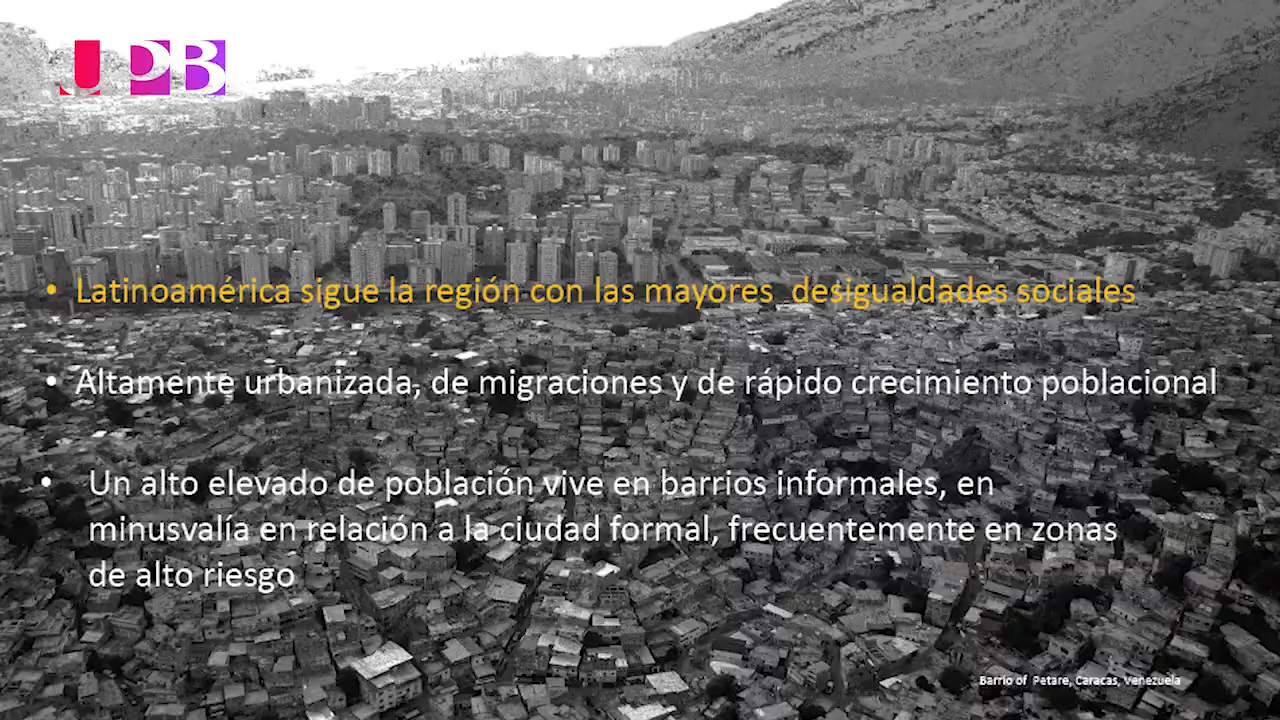 UPB
• Latinoamérica sigue la región con las mayores desigualdades sociales
• Altamente urbanizada, de migraciones y de rápido crecimiento poblacional
• Un alto elevado de población vive en barrios informales, en
minusvalía en relación a la ciudad formal, frecuentemente en zonas
de alto riesgo
Barrio of Petare, Caracas, Venezuela